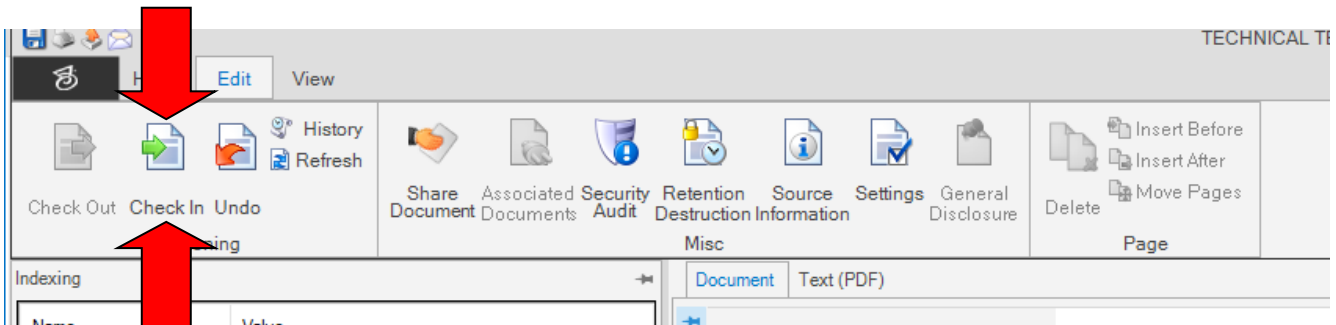 TECHNICAL TE
Edit View
History
Refresh
Check Out Check In Undo
Share Document
Associated Documents
Security Audit
Retention Destruction
Source Information
Settings
General Disclosure
Delete
Insert Before
Insert After
Move Pages
Misc
Page
Indexing
Document Text (PDF)
Name Value